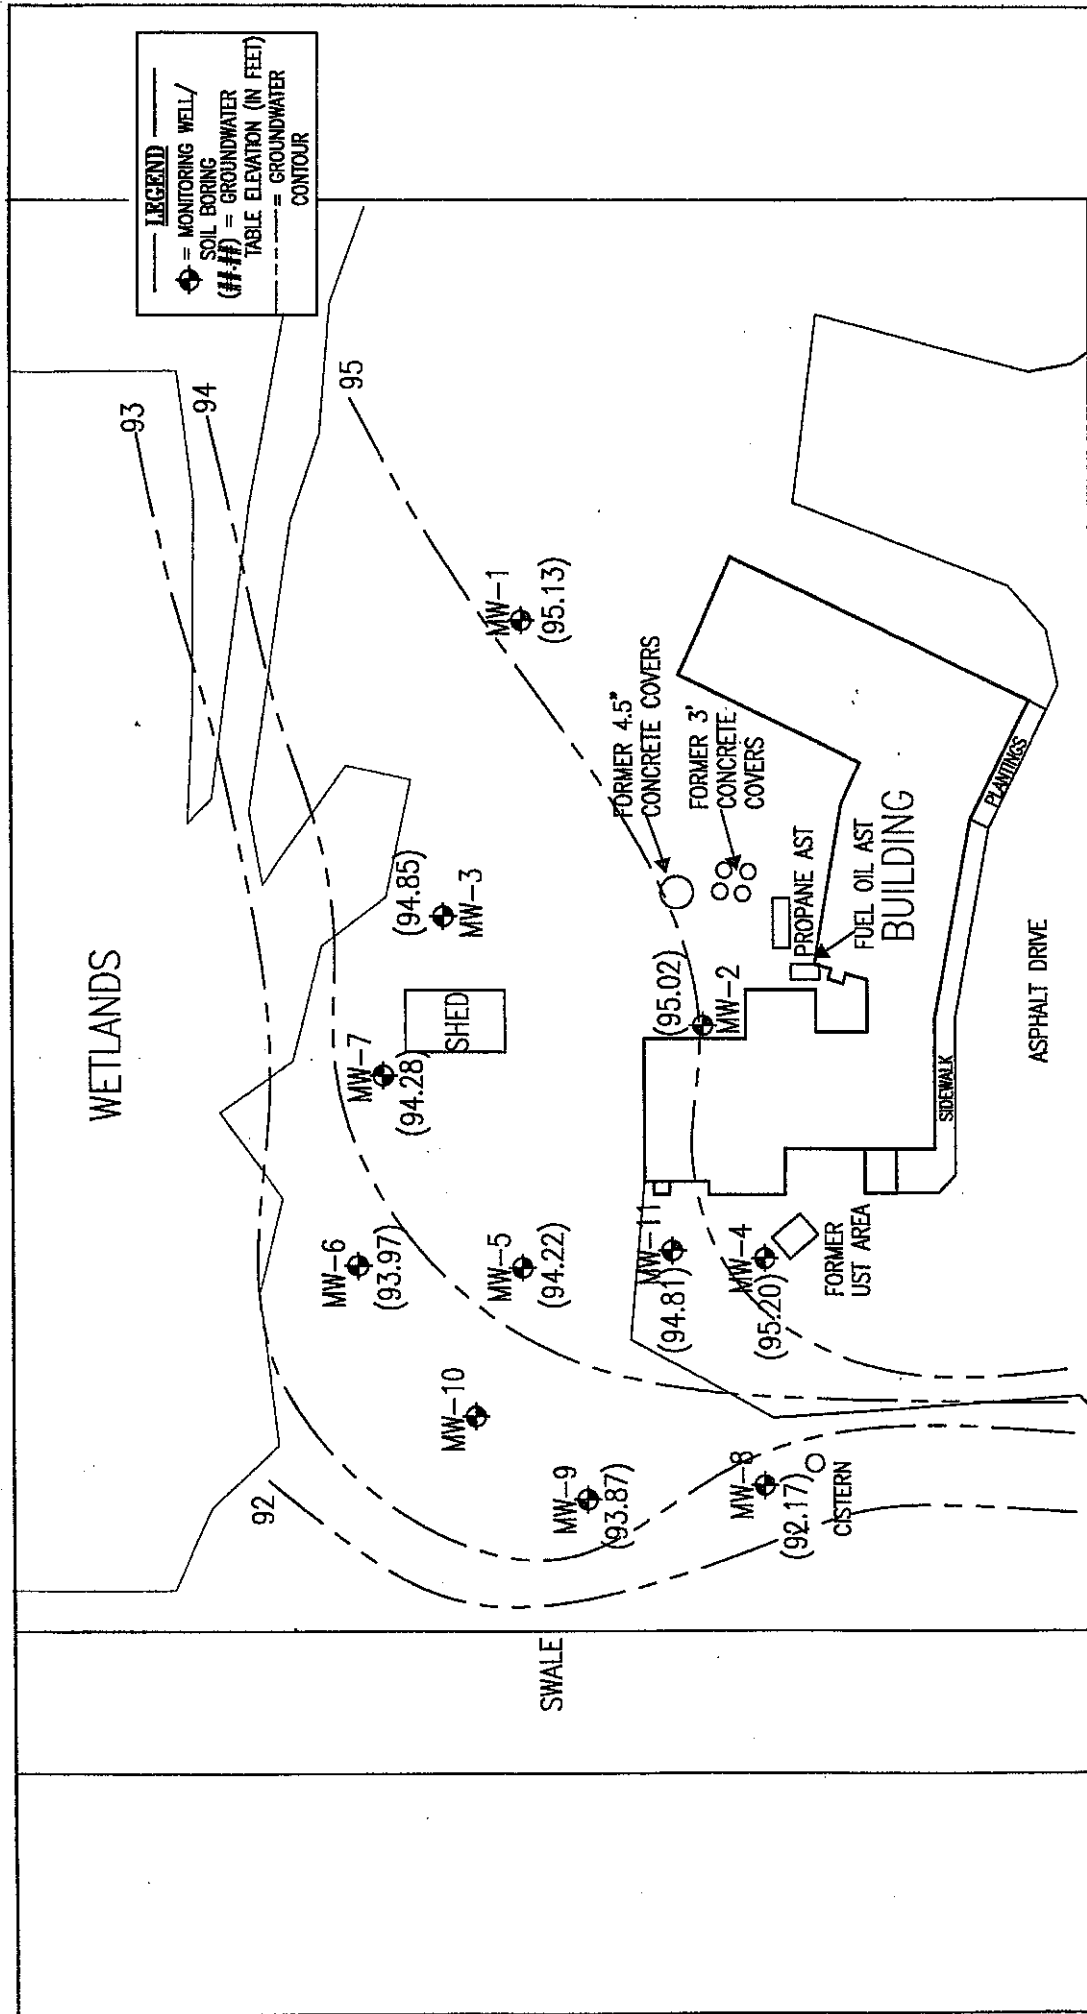 LEGEND
= MONITORING WELL/
SOIL BORING
(##.##) = GROUNDWATER
TABLE ELEVATION (IN FEET)
= GROUNDWATER
CONTOUR
WETLANDS
93
94
95
92
MW-1
(95.13)
(94.85)
MW-3
MW-7
(94.28)
SHED
MW-6
(93.97)
MW-5
(94.22)
MW-10
MW-9
(93.87)
MW-8
(92.17)
CISTERN
MW-11
(94.81)
MW-4
(95.20)
FORMER
UST AREA
(95.02)
MW-2
FORMER 4.5"
CONCRETE COVERS
FORMER 3'
CONCRETE
COVERS
PROPANE AST
FUEL OIL AST
BUILDING
SIDEWALK
PLANTINGS
ASPHALT DRIVE
SWALE